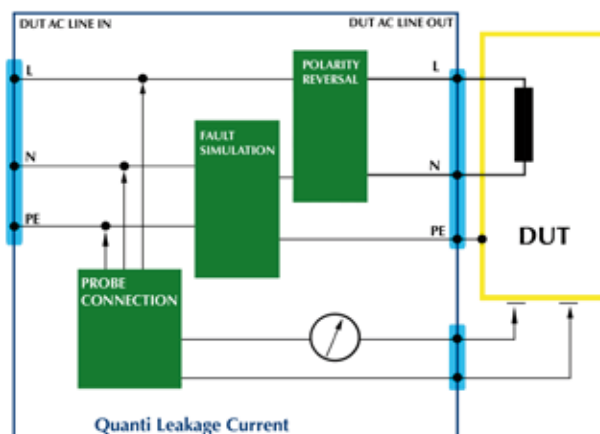 DUT AC LINE IN
DUT AC LINE OUT
L
POLARITY
REVERSAL
L
FAULT
SIMULATION
N
N
PE
PE
DUT
PROBE
CONNECTION
Quanti Leakage Current